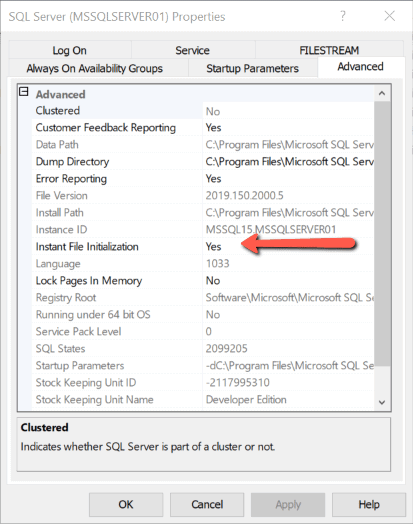 SQL Server (MSSQLSERVER01) Properties ? ×
Log On Service FILESTREAM
Always On Availability Groups Startup Parameters Advanced
Advanced
Clustered No
Customer Feedback Reporting Yes
Data Path C:\Program Files\Microsoft SQL Serv
Dump Directory C:\Program Files\Microsoft SQL Serv
Error Reporting Yes
File Version 2019.150.2000.5
Install Path C:\Program Files\Microsoft SQL Serv
Instance ID MSSQL15.MSSQLSERVER01
Instant File Initialization Yes
Language 1033
Lock Pages In Memory No
Registry Root Software\Microsoft\Microsoft SQL Se
Running under 64 bit OS No
Service Pack Level 0
SQL States 2099205
Startup Parameters -dC:\Program Files\Microsoft SQL Se
Stock Keeping Unit ID -2117995310
Stock Keeping Unit Name Developer Edition
Clustered
Indicates whether SQL Server is part of a cluster or not.
OK Cancel Apply Help